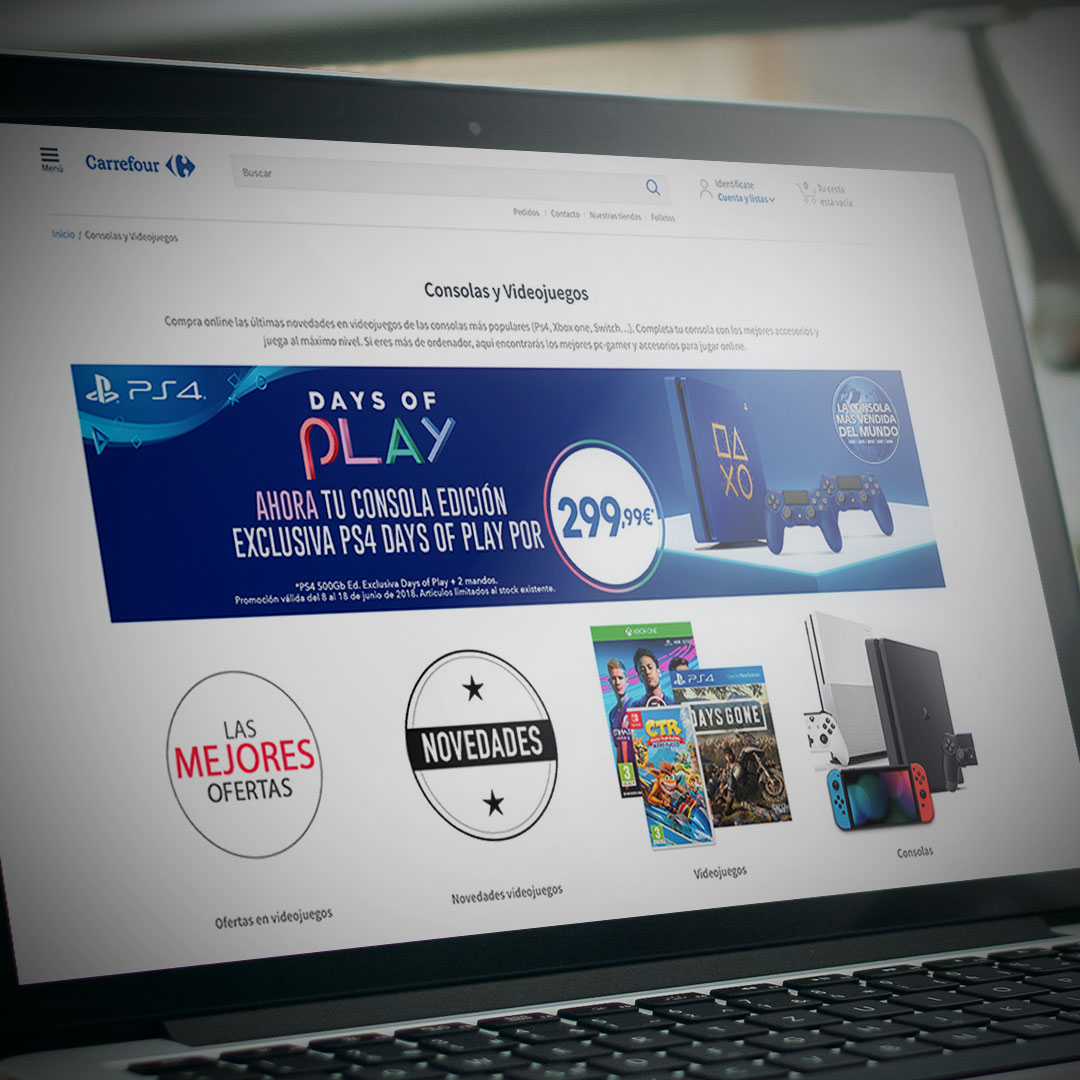 Menú
Carrefour
Buscar
Identifícate
Cuenta y listas
0
Tu cesta
está vacía
Pedidos
Contacto
Nuestras tiendas
Folletos
Inicio / Consolas y Videojuegos
Consolas y Videojuegos
Compra online las últimas novedades en videojuegos de las consolas más populares (Ps4, Xbox one, Switch...). Completa tu consola con los mejores accesorios y
juega al máximo nivel. Si eres más de ordenador, aqui encontrarás los mejores pc-gamer y accesorios para jugar online.
PS4
DAYS OF
PLAY
AHORA TU CONSOLA EDICIÓN
EXCLUSIVA PS4 DAYS OF PLAY POR
299,99€*
LA CONSOLA
MÁS VENDIDA
DEL MUNDO
*PS4 500Gb Ed. Exclusiva Days of Play + 2 mandos.
Promoción válida del 8 al 18 de junio de 2018. Artículos limitados al stock existente.
LAS
MEJORES
OFERTAS
NOVEDADES
XBOX ONE
PS4
DAYS GONE
CTR
3
3
Ofertas en videojuegos
Novedades videojuegos
Videojuegos
Consolas